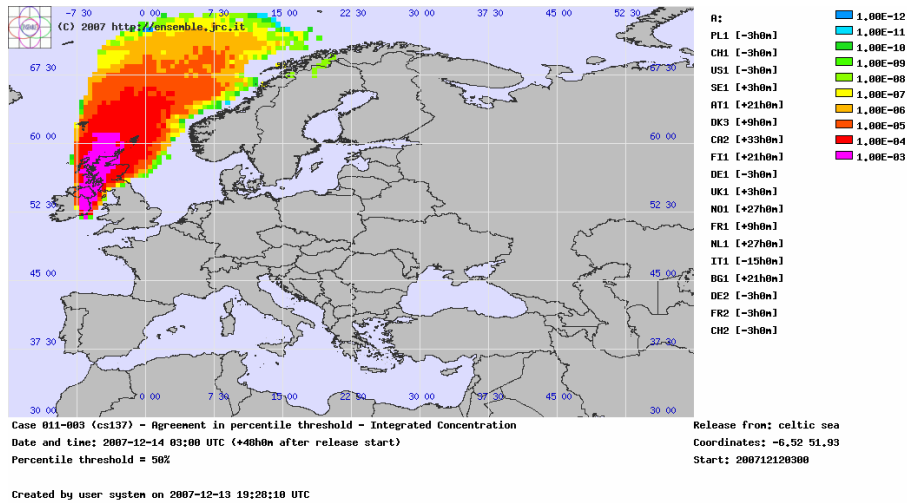 (C) 2007 http://ensemble.jrc.it
-7 30 0 00 7 30 15 00 22 30 30 00 37 30 45 00 52 30
67 30 67 30
60 00 60 00
52 30 52 30
45 00 45 00
37 30 37 30
0 00 7 30 15 00 22 30 30 00 37 30 45 00
30 00 30 00
A:
PL1 [-3h0m]
CH1 [-3h0m]
US1 [-3h0m]
SE1 [+3h0m]
AT1 [+21h0m]
DK3 [+9h0m]
CA2 [+33h0m]
FI1 [+21h0m]
DE1 [-3h0m]
UK1 [+3h0m]
NO1 [+27h0m]
FR1 [+9h0m]
NL1 [+27h0m]
IT1 [-15h0m]
BG1 [+21h0m]
DE2 [-3h0m]
FR2 [-3h0m]
CH2 [-3h0m]
1.00E-12
1.00E-11
1.00E-10
1.00E-09
1.00E-08
1.00E-07
1.00E-06
1.00E-05
1.00E-04
1.00E-03
Case 011-003 (cs137) - Agreement in percentile threshold - Integrated Concentration
Date and time: 2007-12-14 03:00 UTC (+48h0m after release start)
Percentile threshold = 50%
Release from: celtic sea
Coordinates: -6.52 51.93
Start: 200712120300
Created by user system on 2007-12-13 19:28:10 UTC